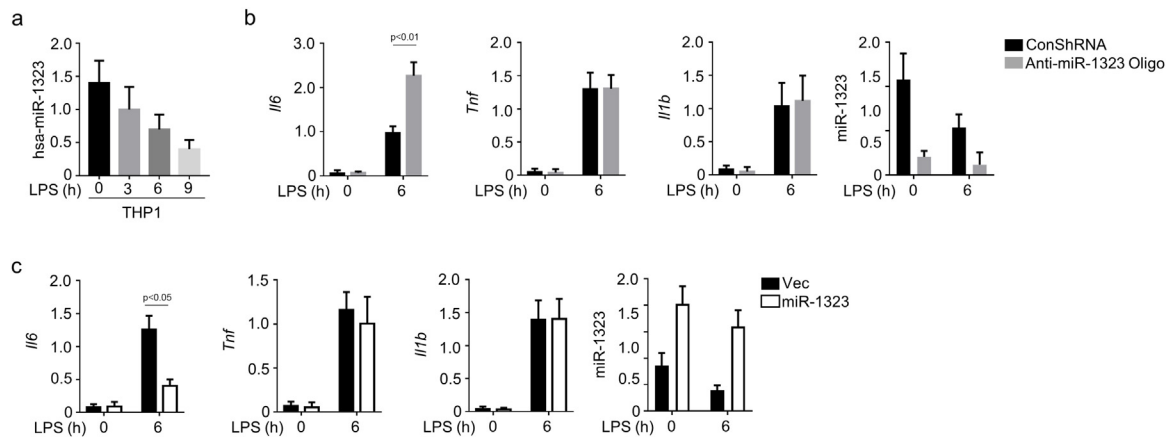 a
hsa-miR-1323
2.0
1.5
1.0
0.5
0
LPS (h)
0 3 6 9
THP1
b
Il6
3.0
2.0
1.0
0
p<0.01
LPS (h) 0 6
Tnf
2.0
1.5
1.0
0.5
0
LPS (h) 0 6
Il1b
2.0
1.5
1.0
0.5
0
LPS (h) 0 6
miR-1323
2.0
1.5
1.0
0.5
0
LPS (h) 0 6
ConShRNA
Anti-miR-1323 Oligo
c
Il6
2.0
1.5
1.0
0.5
0
p<0.05
LPS (h) 0 6
Tnf
1.5
1.0
0.5
0
LPS (h) 0 6
Il1b
2.0
1.5
1.0
0.5
0
LPS (h) 0 6
miR-1323
2.0
1.5
1.0
0.5
0
LPS (h) 0 6
Vec
miR-1323